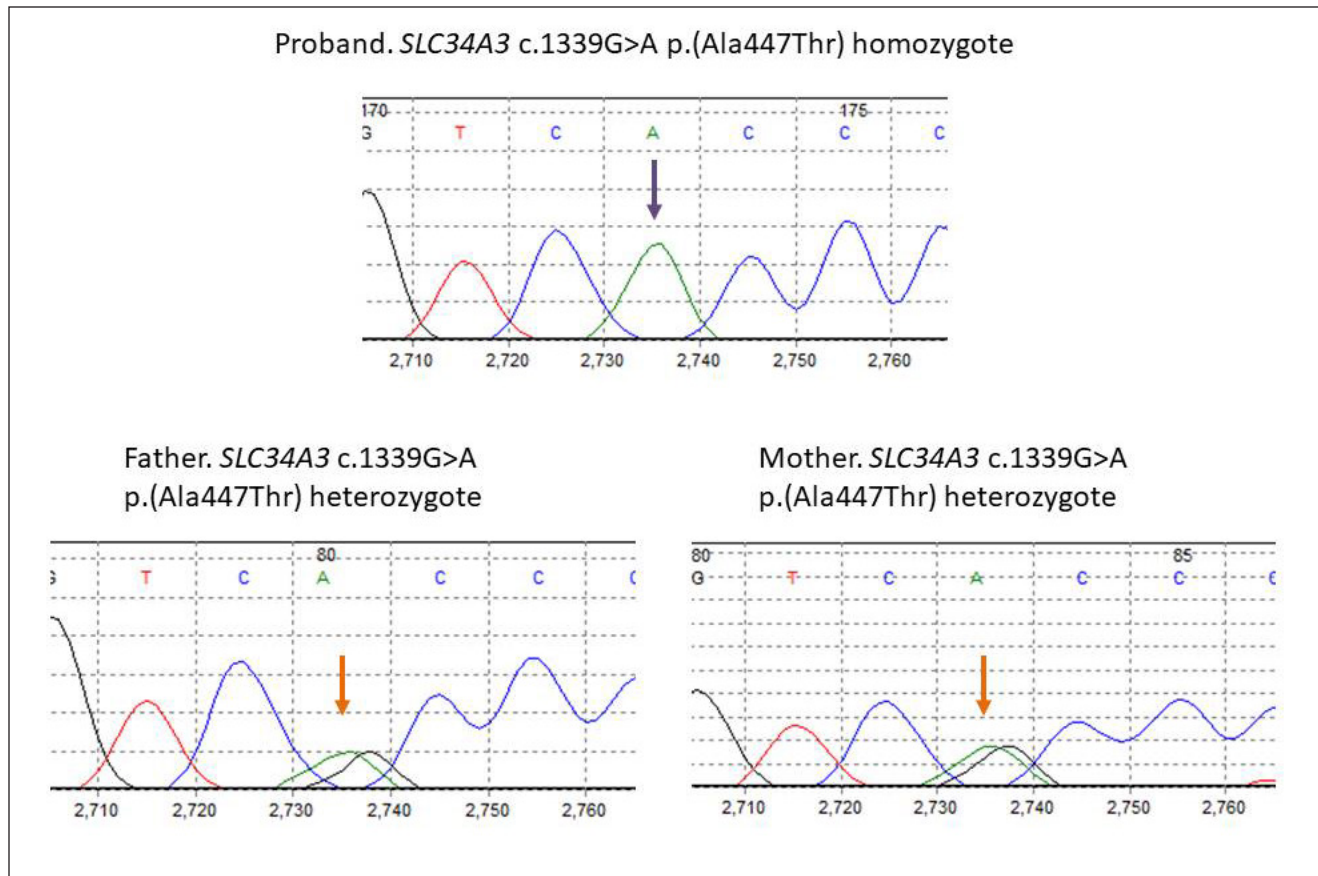 Proband. SLC34A3 c.1339G>A p.(Ala447Thr) homozygote
170 175
G T C A C C C
2,710 2,720 2,730 2,740 2,750 2,760
Father. SLC34A3 c.1339G>A
p.(Ala447Thr) heterozygote
80
T C A C C
2,710 2,720 2,730 2,740 2,750 2,760
Mother. SLC34A3 c.1339G>A
p.(Ala447Thr) heterozygote
80 85
G T C A C C
2,710 2,720 2,730 2,740 2,750 2,760